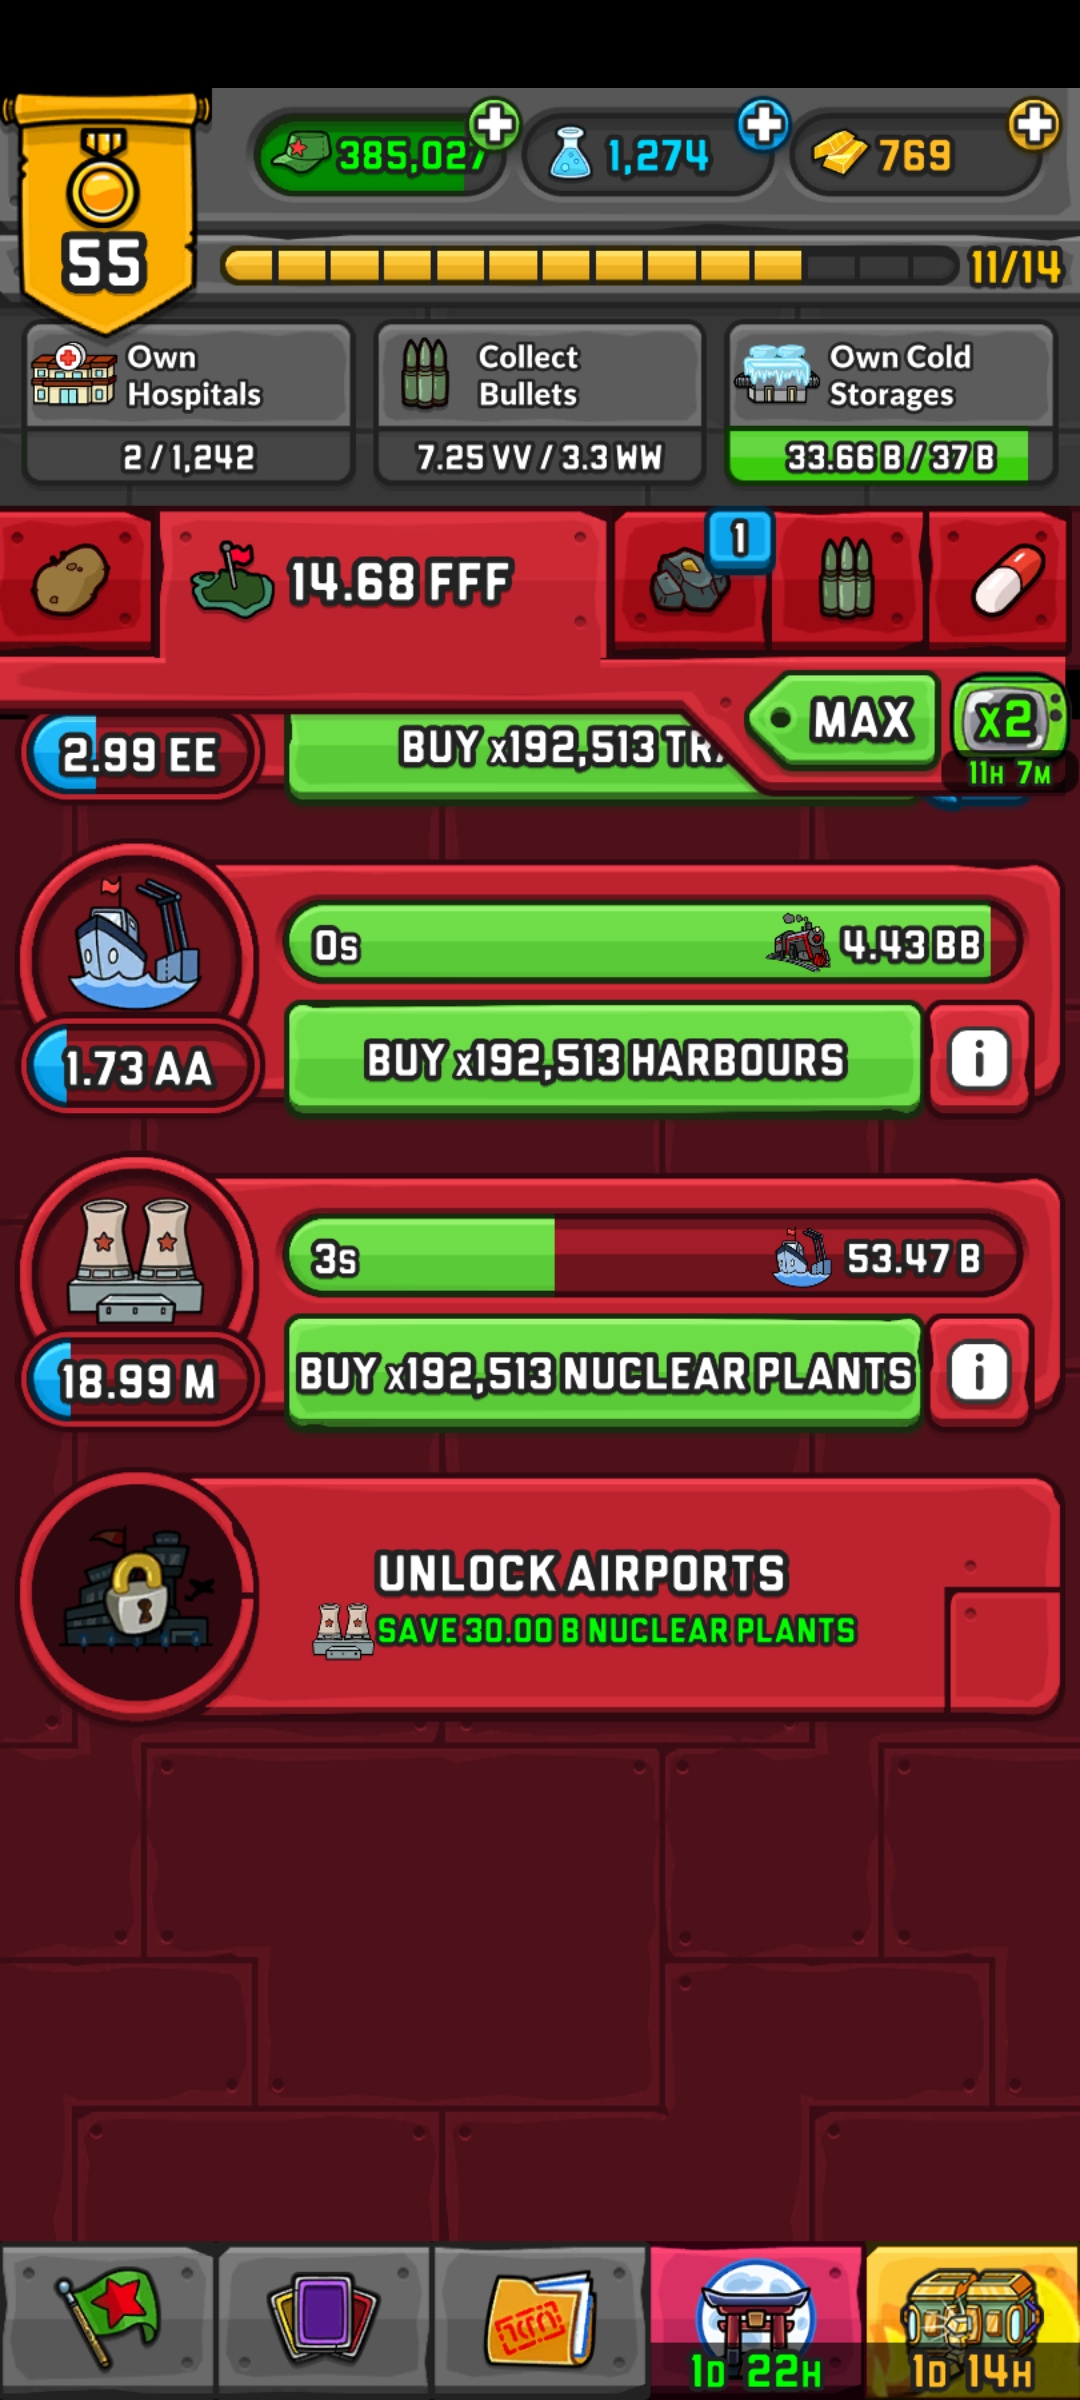 385,027
1,274
769
55
11/14
Own Hospitals
2 / 1,242
Collect Bullets
7.25 VV / 3.3 WW
Own Cold Storages
33.66 B / 37 B
14.68 FFF
1
MAX
x2
11H 7M
2.99 EE
BUY x192,513
0s
4.43 BB
1.73 AA
BUY x192,513 HARBOURS
i
3s
53.47 B
18.99 M
BUY x192,513 NUCLEAR PLANTS
i
UNLOCK AIRPORTS
SAVE 30.00 B NUCLEAR PLANTS
1D 22H
1D 14H